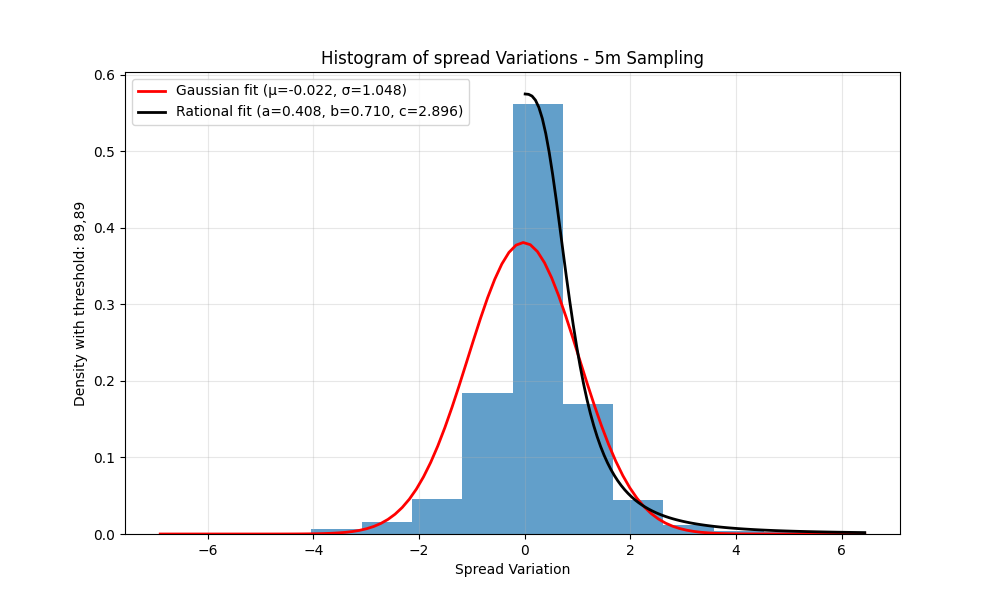 Histogram of spread Variations - 5m Sampling
Gaussian fit (μ=-0.022, σ=1.048)
Rational fit (a=0.408, b=0.710, c=2.896)
Density with threshold: 89,89
0.6
0.5
0.4
0.3
0.2
0.1
0.0
−6
−4
−2
0
2
4
6
Spread Variation